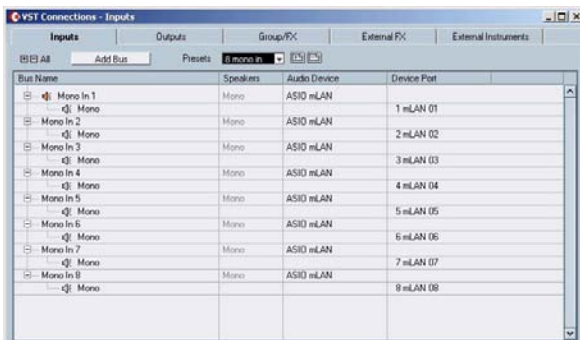 VST Connections - Inputs
Inputs Outputs Group/FX External FX External Instruments
All Add Bus Presets 8 mono in
Bus Name Speakers Audio Device Device Port
Mono In 1 Mono ASIO mLAN
Mono 1 mLAN 01
Mono In 2 Mono ASIO mLAN
Mono 2 mLAN 02
Mono In 3 Mono ASIO mLAN
Mono 3 mLAN 03
Mono In 4 Mono ASIO mLAN
Mono 4 mLAN 04
Mono In 5 Mono ASIO mLAN
Mono 5 mLAN 05
Mono In 6 Mono ASIO mLAN
Mono 6 mLAN 06
Mono In 7 Mono ASIO mLAN
Mono 7 mLAN 07
Mono In 8 Mono ASIO mLAN
Mono 8 mLAN 08